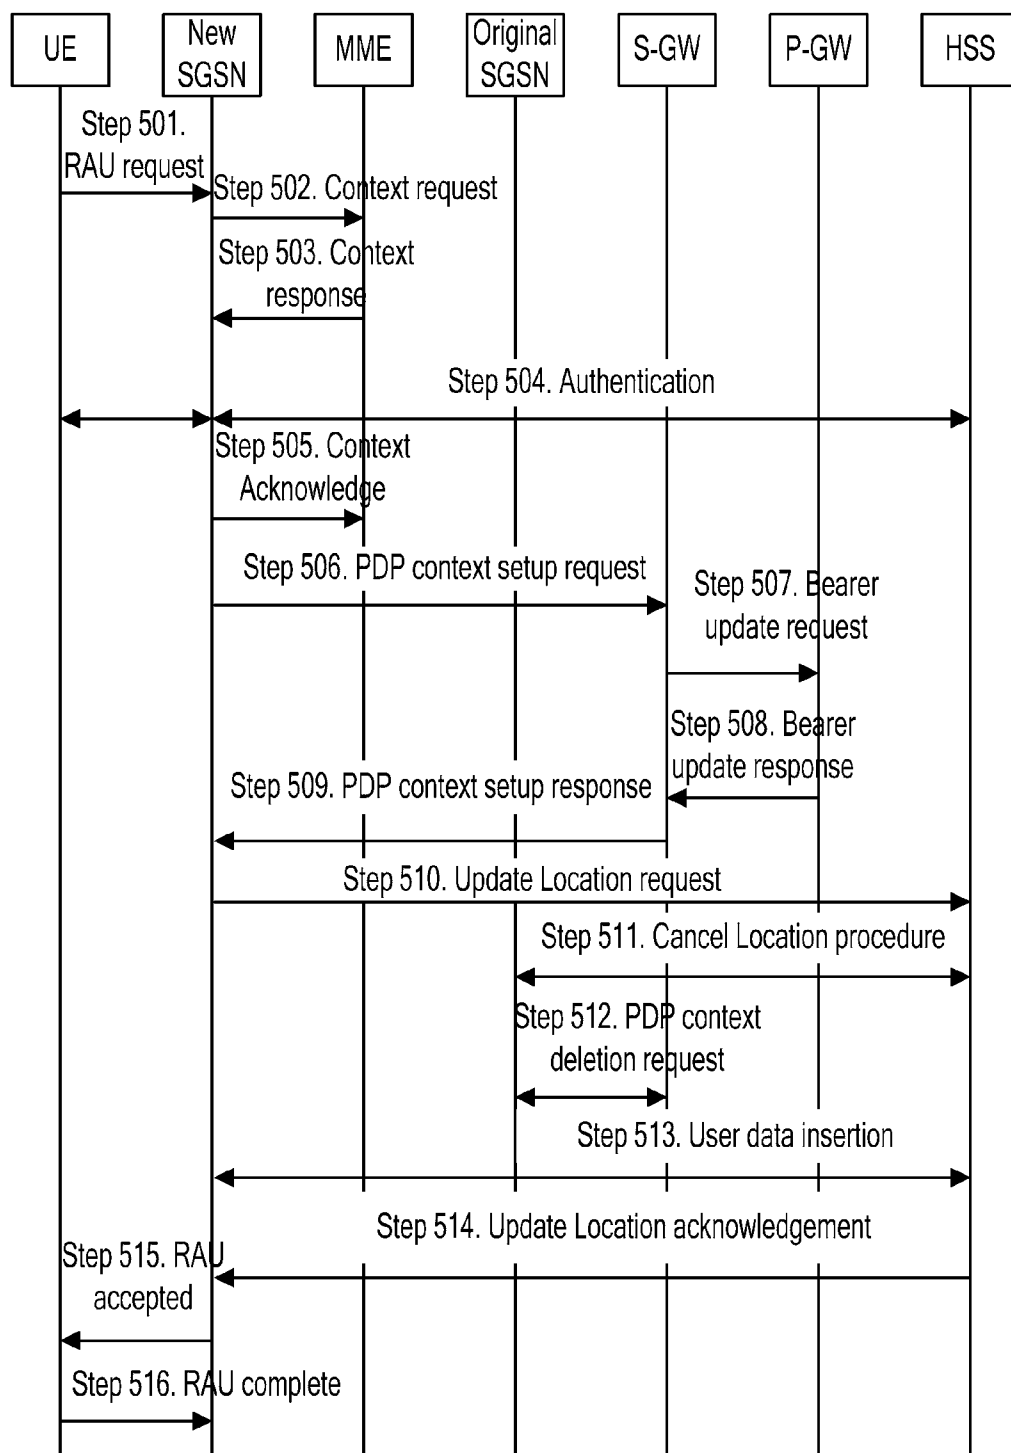 UE
New
SGSN
MME
Original
SGSN
S-GW
P-GW
HSS
Step 501.
RAU request
Step 502. Context request
Step 503. Context
response
Step 504. Authentication
Step 505. Context
Acknowledge
Step 506. PDP context setup request
Step 507. Bearer
update request
Step 508. Bearer
update response
Step 509. PDP context setup response
Step 510. Update Location request
Step 511. Cancel Location procedure
Step 512. PDP context
deletion request
Step 513. User data insertion
Step 514. Update Location acknowledgement
Step 515. RAU
accepted
Step 516. RAU complete